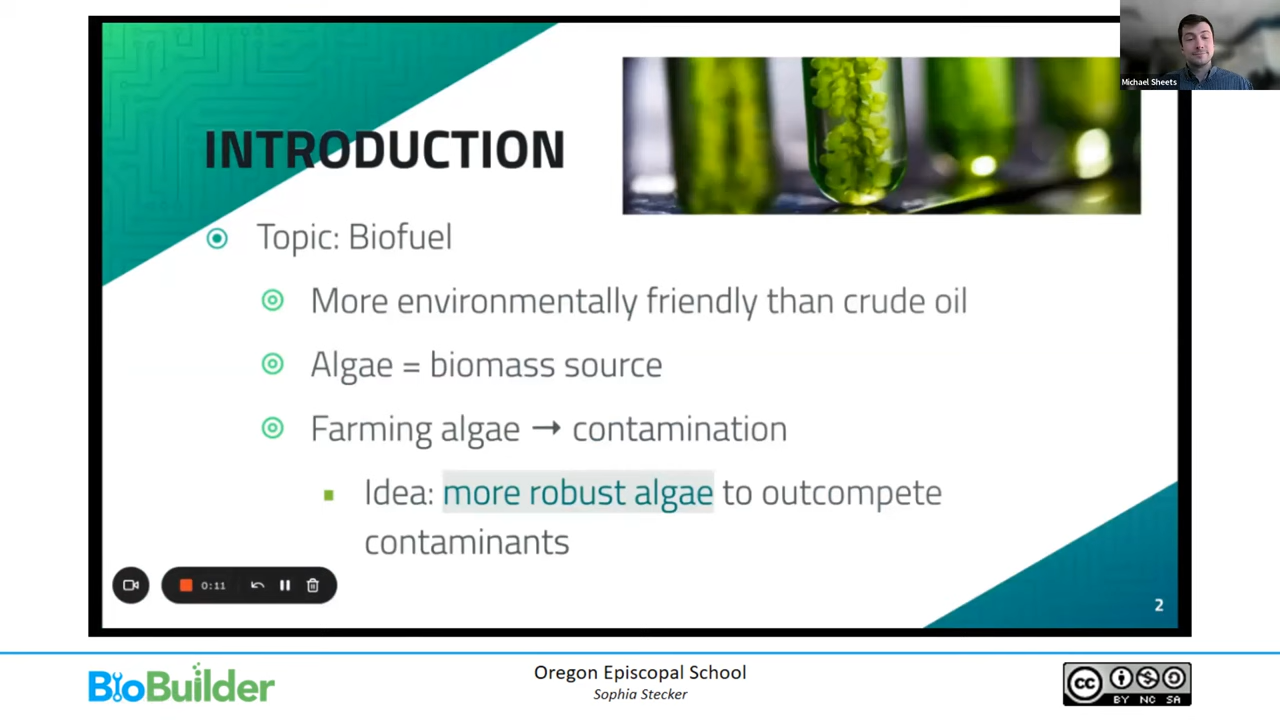 Michael Sheets
INTRODUCTION
Topic: Biofuel
More environmentally friendly than crude oil
Algae = biomass source
Farming algae → contamination
Idea: more robust algae to outcompete
contaminants
0:11
2
BioBuilder
Oregon Episcopal School
Sophia Stecker
cc
BY NC SA